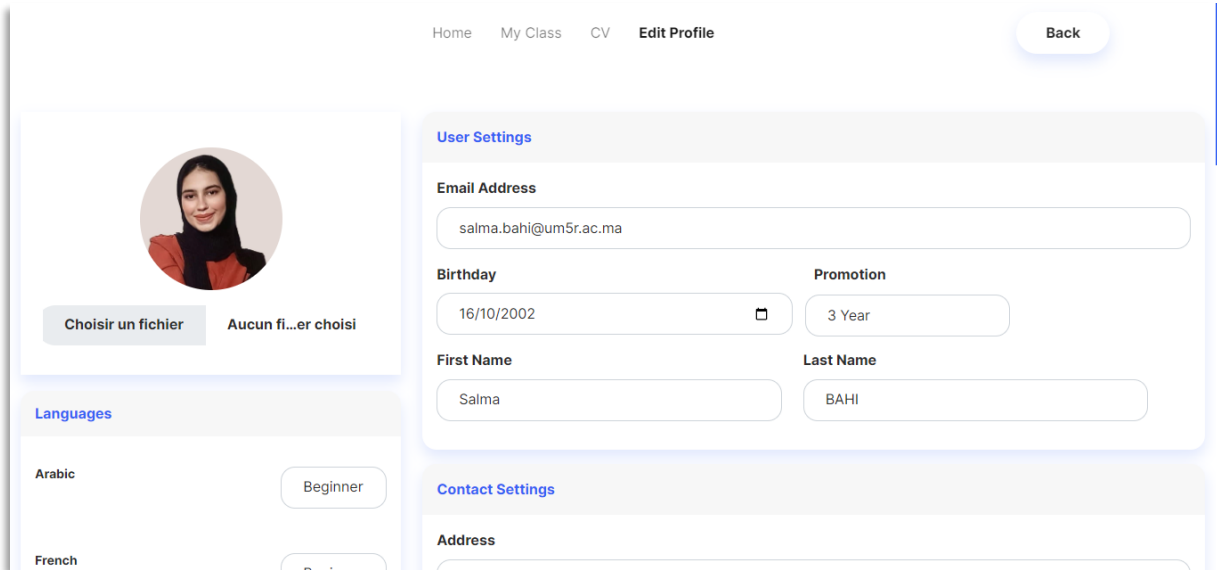 Home My Class CV Edit Profile Back
Choisir un fichier Aucun fi...er choisi
Languages
Arabic Beginner
French
User Settings
Email Address
salma.bahi@um5r.ac.ma
Birthday Promotion
16/10/2002 3 Year
First Name Last Name
Salma BAHI
Contact Settings
Address